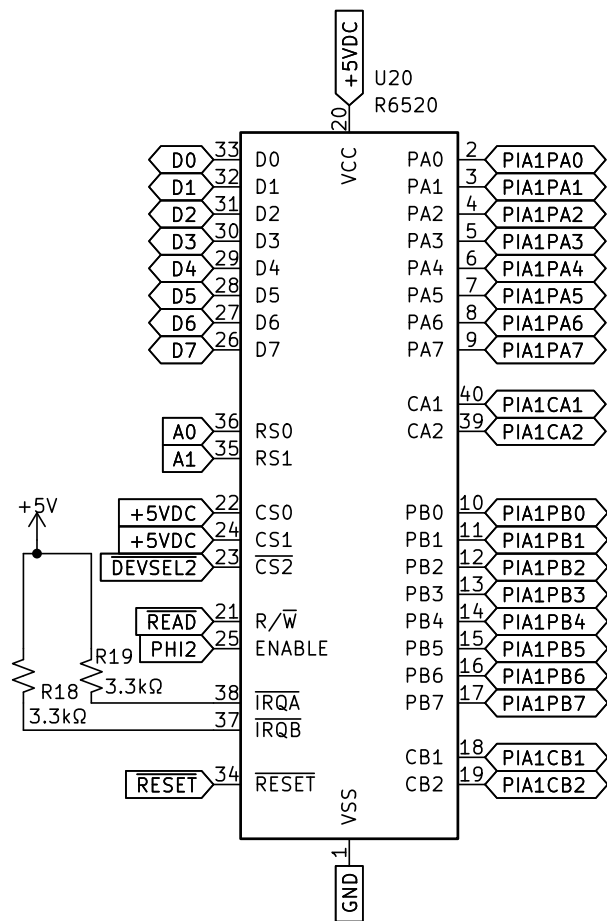 +5VDC
U20
R6520
20
VCC
D0 33 D0 PA0 2 PIA1PA0
D1 32 D1 PA1 3 PIA1PA1
D2 31 D2 PA2 4 PIA1PA2
D3 30 D3 PA3 5 PIA1PA3
D4 29 D4 PA4 6 PIA1PA4
D5 28 D5 PA5 7 PIA1PA5
D6 27 D6 PA6 8 PIA1PA6
D7 26 D7 PA7 9 PIA1PA7
CA1 40 PIA1CA1
A0 36 RS0 CA2 39 PIA1CA2
A1 35 RS1
+5V
+5VDC 22 CS0 PB0 10 PIA1PB0
+5VDC 24 CS1 PB1 11 PIA1PB1
DEVSEL2 23 CS2 PB2 12 PIA1PB2
PB3 13 PIA1PB3
READ 21 R/W PB4 14 PIA1PB4
PHI2 25 ENABLE PB5 15 PIA1PB5
R19 PB6 16 PIA1PB6
3.3kΩ
R18
3.3kΩ
38 IRQA PB7 17 PIA1PB7
37 IRQB
CB1 18 PIA1CB1
RESET 34 RESET CB2 19 PIA1CB2
VSS
1
GND